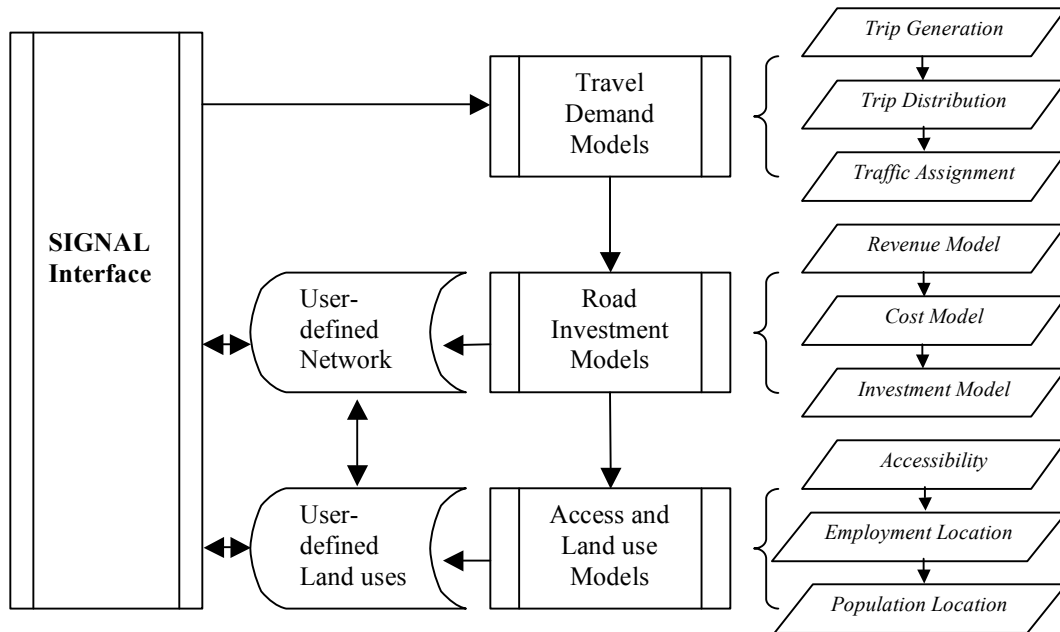 SIGNAL
Interface
Travel
Demand
Models
Trip Generation
Trip Distribution
Traffic Assignment
User-
defined
Network
Road
Investment
Models
Revenue Model
Cost Model
Investment Model
User-
defined
Land uses
Access and
Land use
Models
Accessibility
Employment Location
Population Location